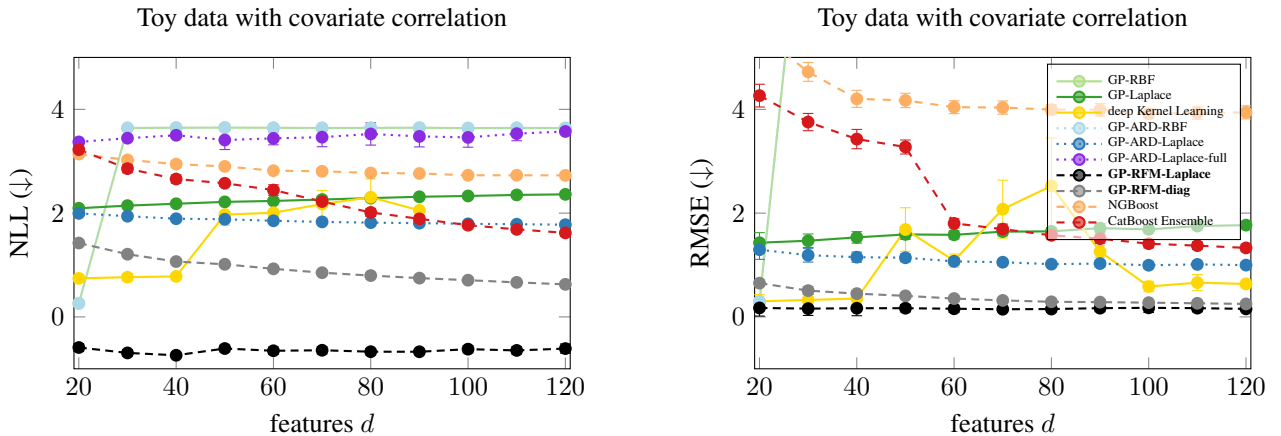 Toy data with covariate correlation
4
2
0
NLL (↓)
20
40
60
80
100
120
features d
Toy data with covariate correlation
4
2
0
RMSE (↓)
20
40
60
80
100
120
features d
GP-RBF
GP-Laplace
deep Kernel Learning
GP-ARD-RBF
GP-ARD-Laplace
GP-ARD-Laplace-full
GP-RFM-Laplace
GP-RFM-diag
NGBoost
CatBoost Ensemble